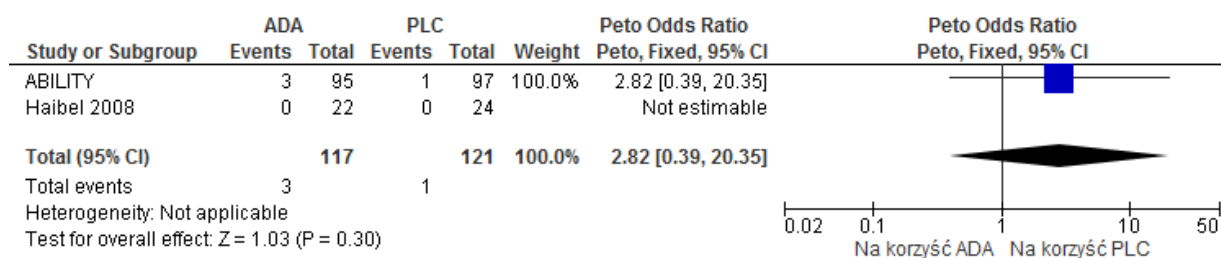 ADA PLC Peto Odds Ratio Peto Odds Ratio
Study or Subgroup Events Total Events Total Weight Peto, Fixed, 95% CI Peto, Fixed, 95% CI
ABILITY 3 95 1 97 100.0% 2.82 [0.39, 20.35]
Haibel 2008 0 22 0 24 Not estimable
Total (95% CI) 117 121 100.0% 2.82 [0.39, 20.35]
Total events 3 1
Heterogeneity: Not applicable
Test for overall effect: Z = 1.03 (P = 0.30)
0.02 0.1 1 10 50
Na korzyść ADA Na korzyść PLC